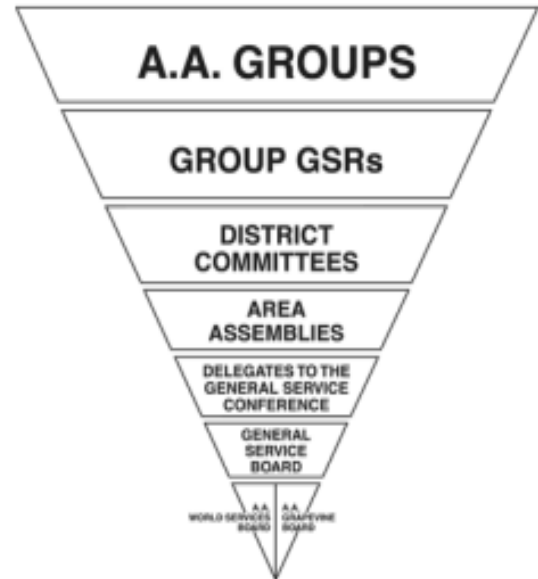 A.A. GROUPS
GROUP GSRs
DISTRICT
COMMITTEES
AREA
ASSEMBLIES
DELEGATES TO THE
GENERAL SERVICE
CONFERENCE
GENERAL
SERVICE
BOARD
A.A.
WORLD SERVICES
BOARD
A.A.
GRAPEVINE
BOARD